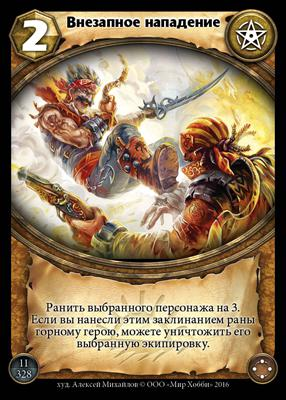 2
Внезапное нападение
Ранить выбранного персонажа на 3.
Если вы нанесли этим заклинанием раны
горному герою, можете уничтожить его
выбранную экипировку.
11
328
худ. Алексей Михайлов © ООО «Мир Хобби» 2016